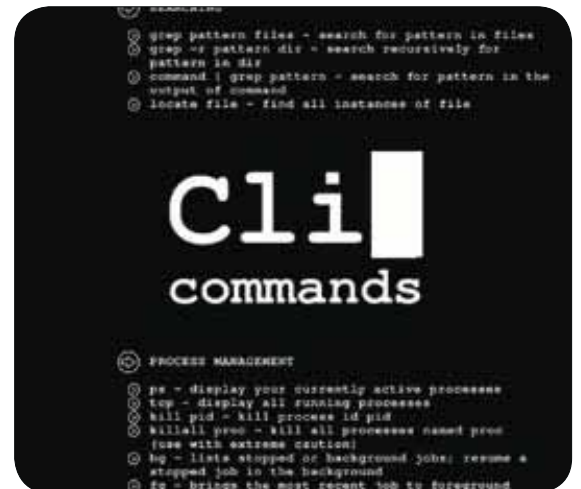 SEARCHING
grep pattern files - search for pattern in files
grep -r pattern dir - search recursively for
pattern in dir
command | grep pattern - search for pattern in the
output of command
locate file - find all instances of file
Cli
commands
PROCESS MANAGEMENT
ps - display your currently active processes
top - display all running processes
kill pid - kill process id pid
killall proc - kill all processes named proc
(use with extreme caution)
bg - lists stopped or background jobs; resume a
stopped job in the background
fg - brings the most recent job to foreground